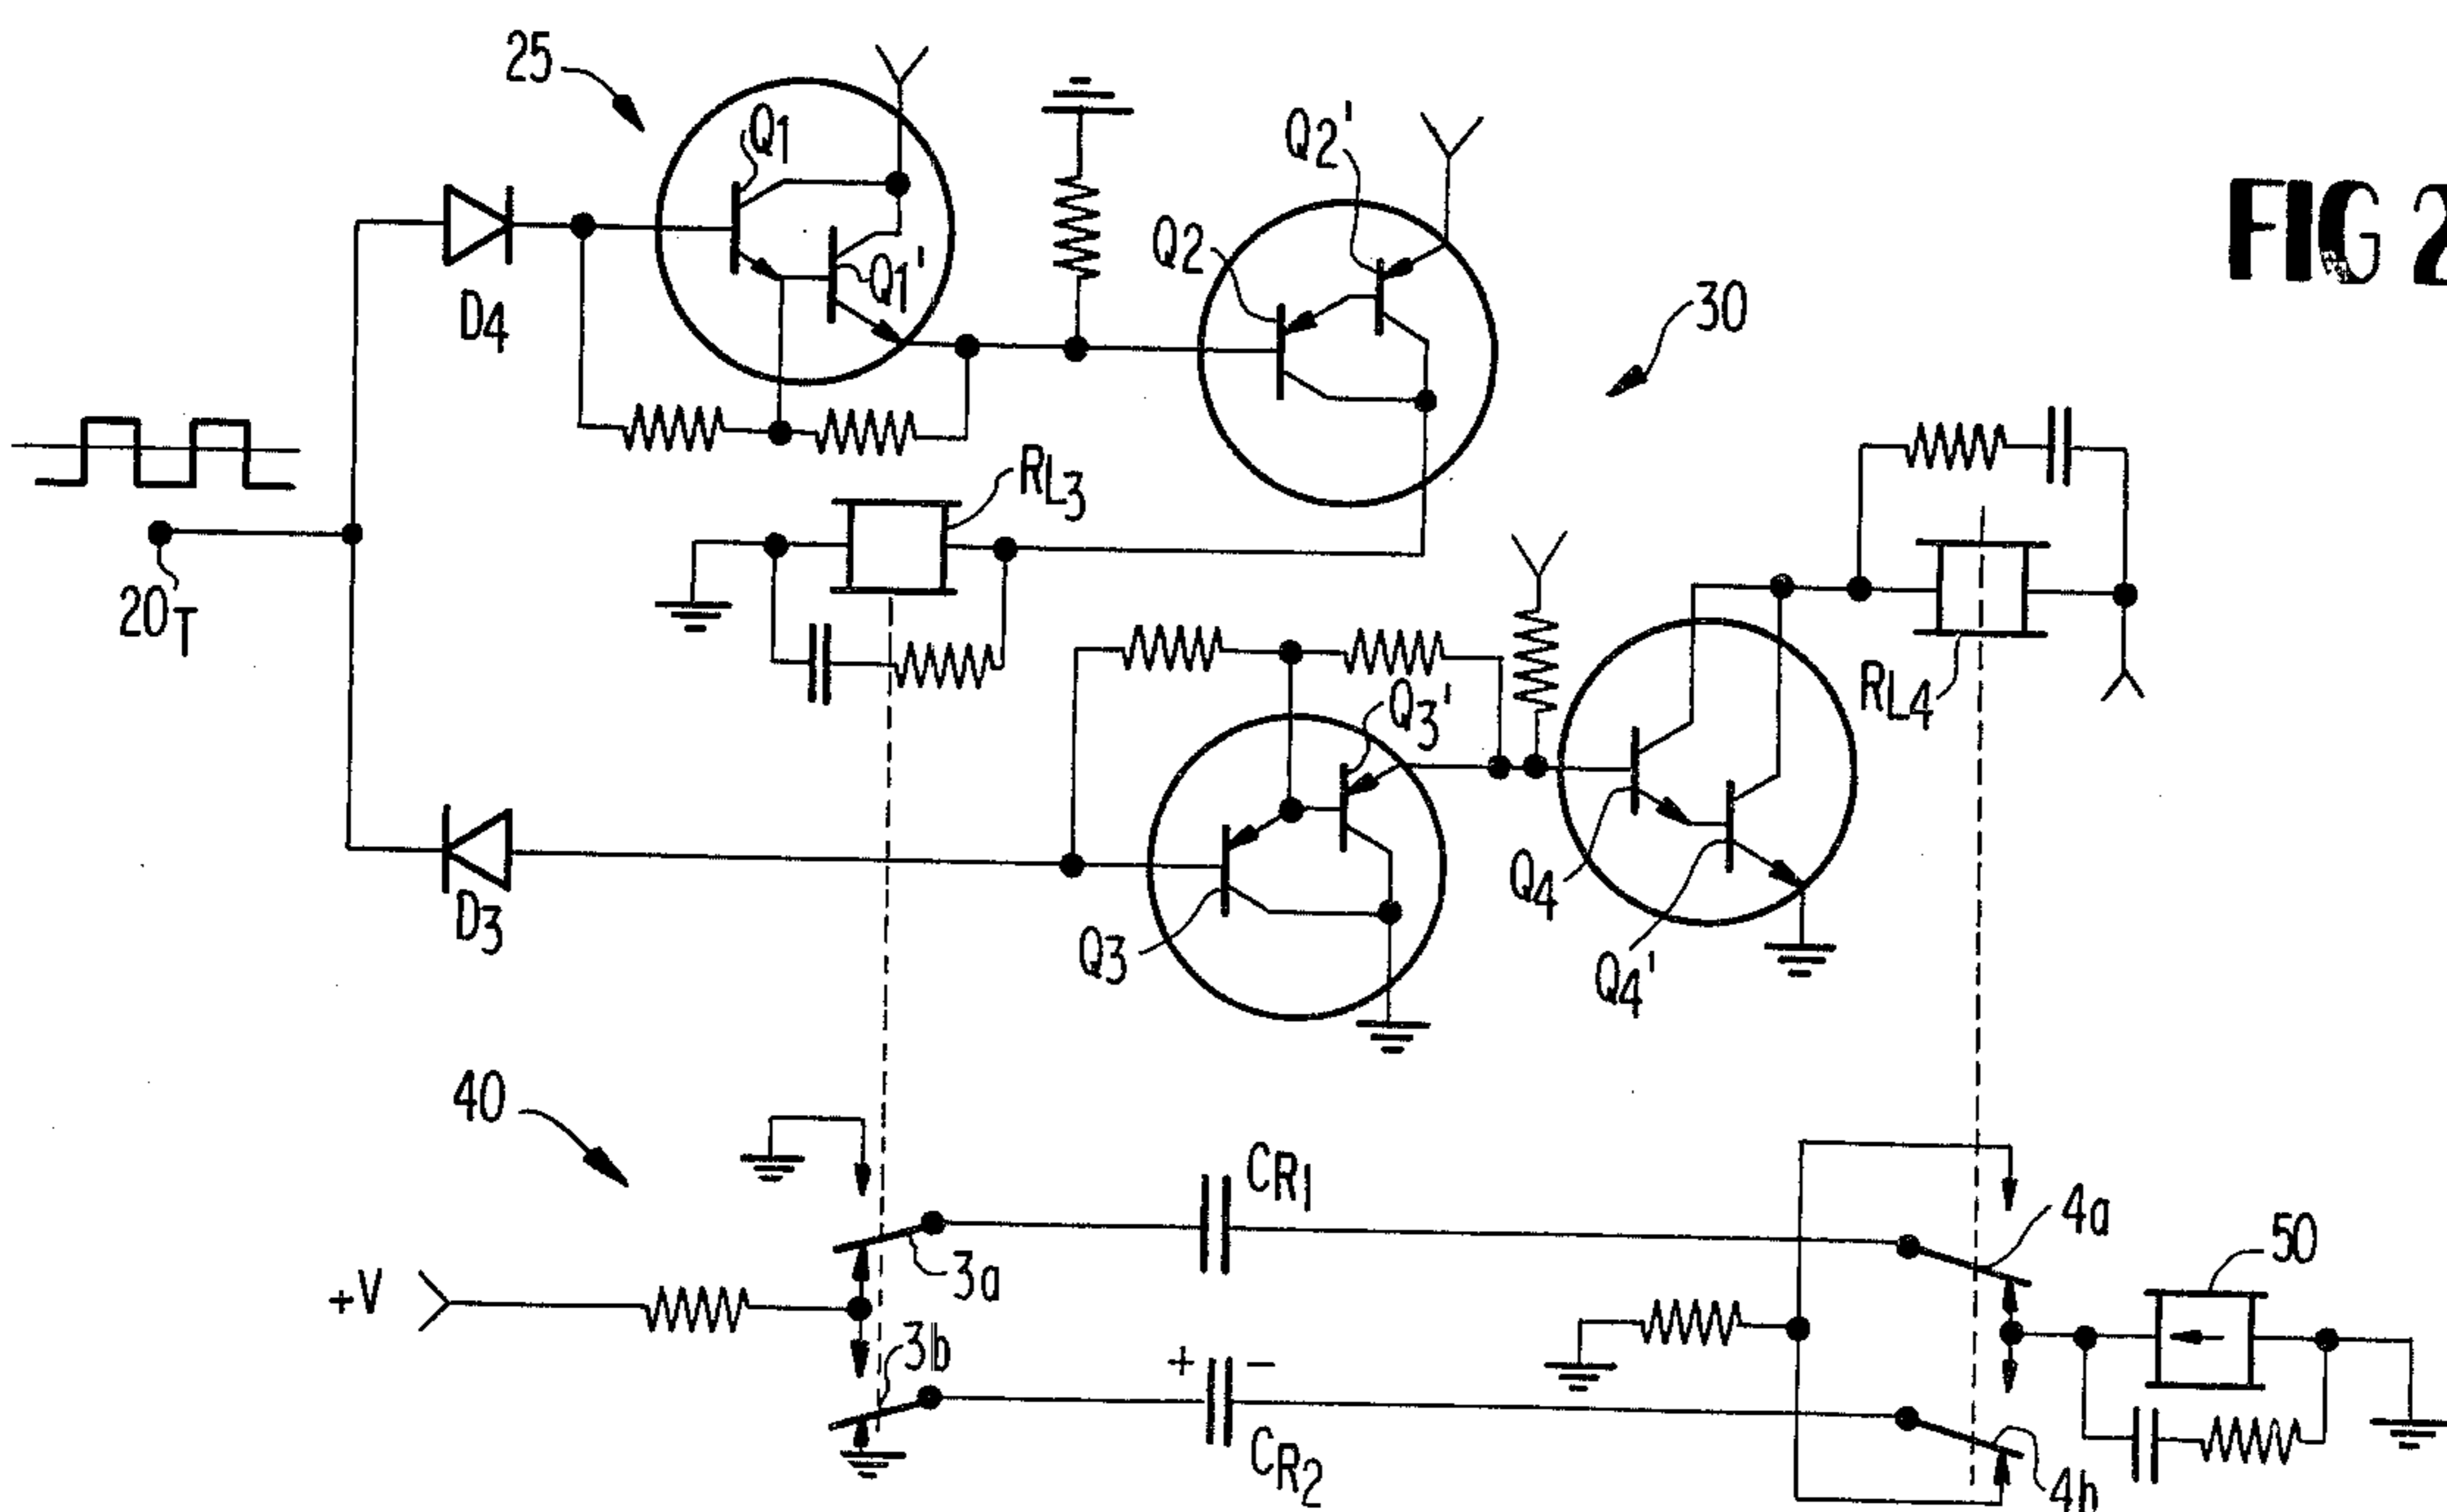 25
Q1
Q2'
FIG 2
Q2
Q1'
30
D4
RL3
20T
Q3'
RL4
Q4
D3
Q3
Q4'
40
CR1
4a
50
3a
+V
3b
+ −
CR2
4b